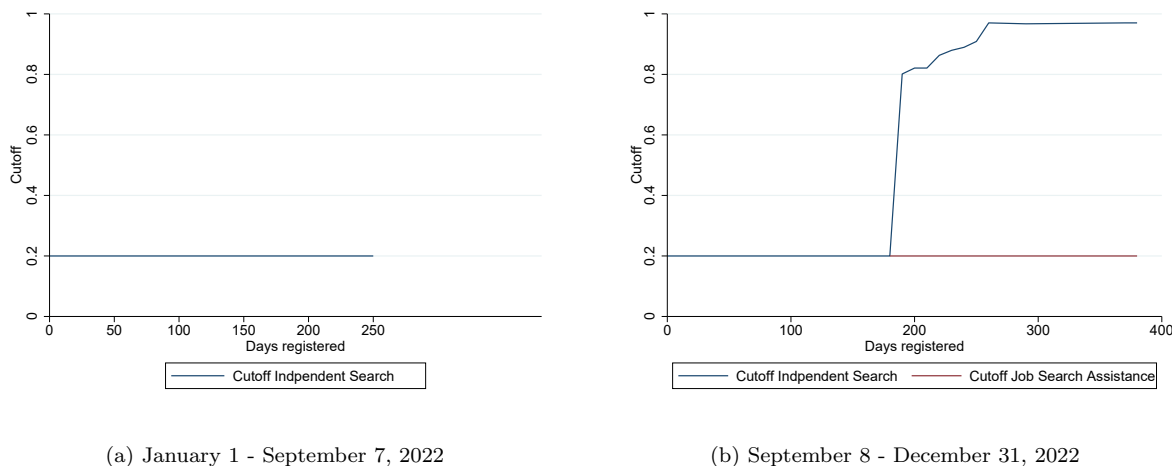 1
0.8
0.6
Cutoff
0.4
0.2
0
0 50 100 150 200 250
Days registered
Cutoff Indpendent Search
(a) January 1 - September 7, 2022
1
0.8
0.6
Cutoff
0.4
0.2
0
0 100 200 300 400
Days registered
Cutoff Indpendent Search Cutoff Job Search Assistance
(b) September 8 - December 31, 2022